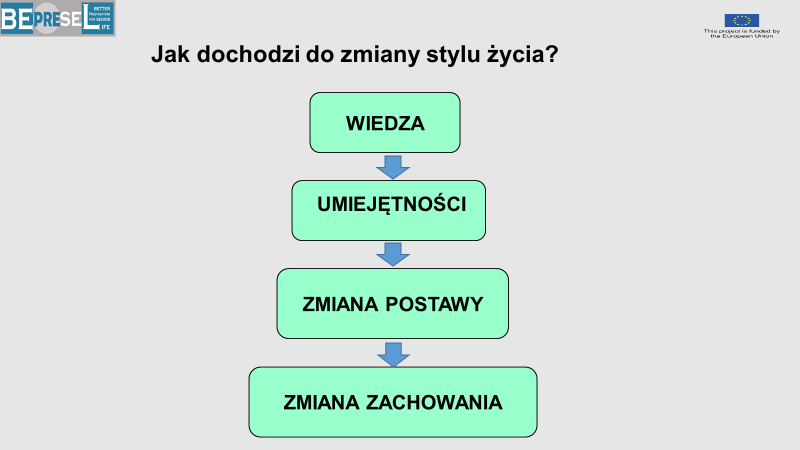 BEPRESEL
BETTER
PREPARATION
FOR SENIOR
LIFE
This project is funded by
the European Union
Jak dochodzi do zmiany stylu życia?
WIEDZA
UMIEJĘTNOŚCI
ZMIANA POSTAWY
ZMIANA ZACHOWANIA